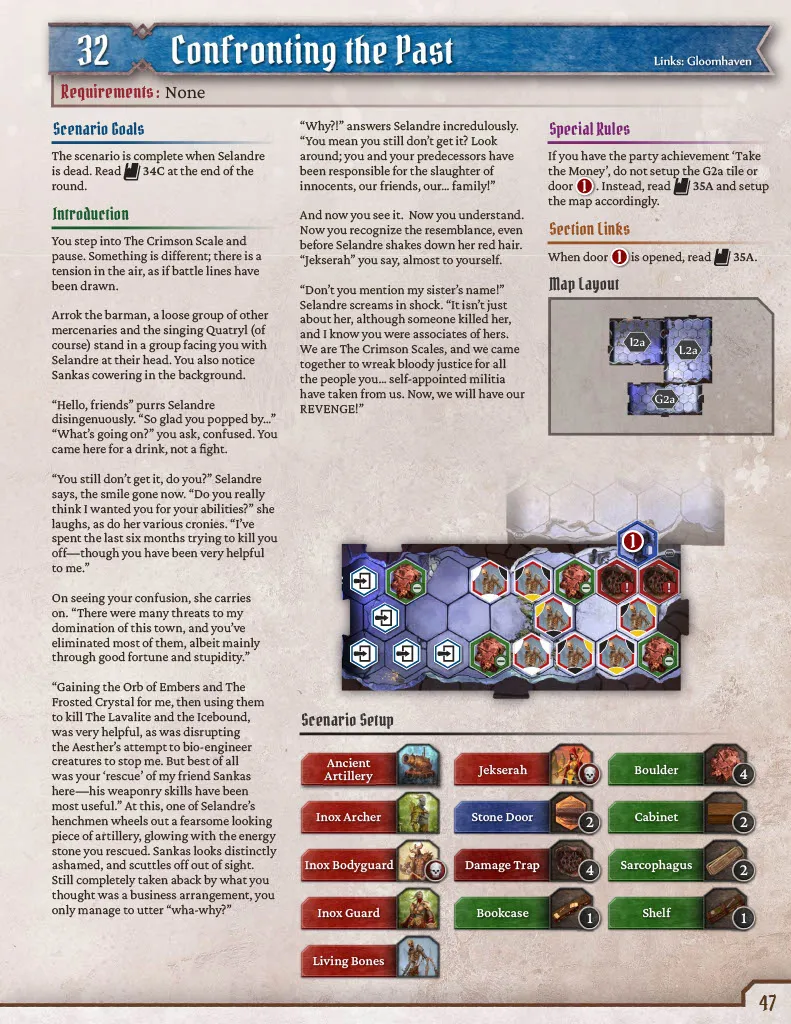 32 Confronting the Past
Links: Gloomhaven
Requirements: None
Scenario Goals
The scenario is complete when Selandre
is dead. Read 34C at the end of the
round.
Introduction
You step into The Crimson Scale and
pause. Something is different; there is a
tension in the air, as if battle lines have
been drawn.
Arrok the barman, a loose group of other
mercenaries and the singing Quatryl (of
course) stand in a group facing you with
Selandre at their head. You also notice
Sankas cowering in the background.
“Hello, friends” purrs Selandre
disingenuously. “So glad you popped by...”
“What’s going on?” you ask, confused. You
came here for a drink, not a fight.
“You still don’t get it, do you?” Selandre
says, the smile gone now. “Do you really
think I wanted you for your abilities?” she
laughs, as do her various cronies. “I’ve
spent the last six months trying to kill you
off—though you have been very helpful
to me.”
On seeing your confusion, she carries
on. “There were many threats to my
domination of this town, and you’ve
eliminated most of them, albeit mainly
through good fortune and stupidity.”
“Gaining the Orb of Embers and The
Frosted Crystal for me, then using them
to kill The Lavalite and the Icebound,
was very helpful, as was disrupting
the Aesther’s attempt to bio-engineer
creatures to stop me. But best of all
was your ‘rescue’ of my friend Sankas
here—his weaponry skills have been
most useful.” At this, one of Selandre’s
henchmen wheels out a fearsome looking
piece of artillery, glowing with the energy
stone you rescued. Sankas looks distinctly
ashamed, and scuttles off out of sight.
Still completely taken aback by what you
thought was a business arrangement, you
only manage to utter “wha-why?”
“Why?!” answers Selandre incredulously.
“You mean you still don’t get it? Look
around; you and your predecessors have
been responsible for the slaughter of
innocents, our friends, our... family!”
And now you see it. Now you understand.
Now you recognize the resemblance, even
before Selandre shakes down her red hair.
“Jekserah” you say, almost to yourself.
“Don’t you mention my sister’s name!”
Selandre screams in shock. “It isn’t just
about her, although someone killed her,
and I know you were associates of hers.
We are The Crimson Scales, and we came
together to wreak bloody justice for all
the people you... self-appointed militia
have taken from us. Now, we will have our
REVENGE!”
Special Rules
If you have the party achievement ‘Take
the Money’, do not setup the G2a tile or
door 1. Instead, read 35A and setup
the map accordingly.
Section Links
When door 1 is opened, read 35A.
Map Layout
I2a
L2a
G2a
1
Scenario Setup
Ancient
Artillery
Jekserah
Boulder
4
Inox Archer
Stone Door
2
Cabinet
2
Inox Bodyguard
Damage Trap
4
Sarcophagus
2
Inox Guard
Bookcase
1
Shelf
1
Living Bones
47